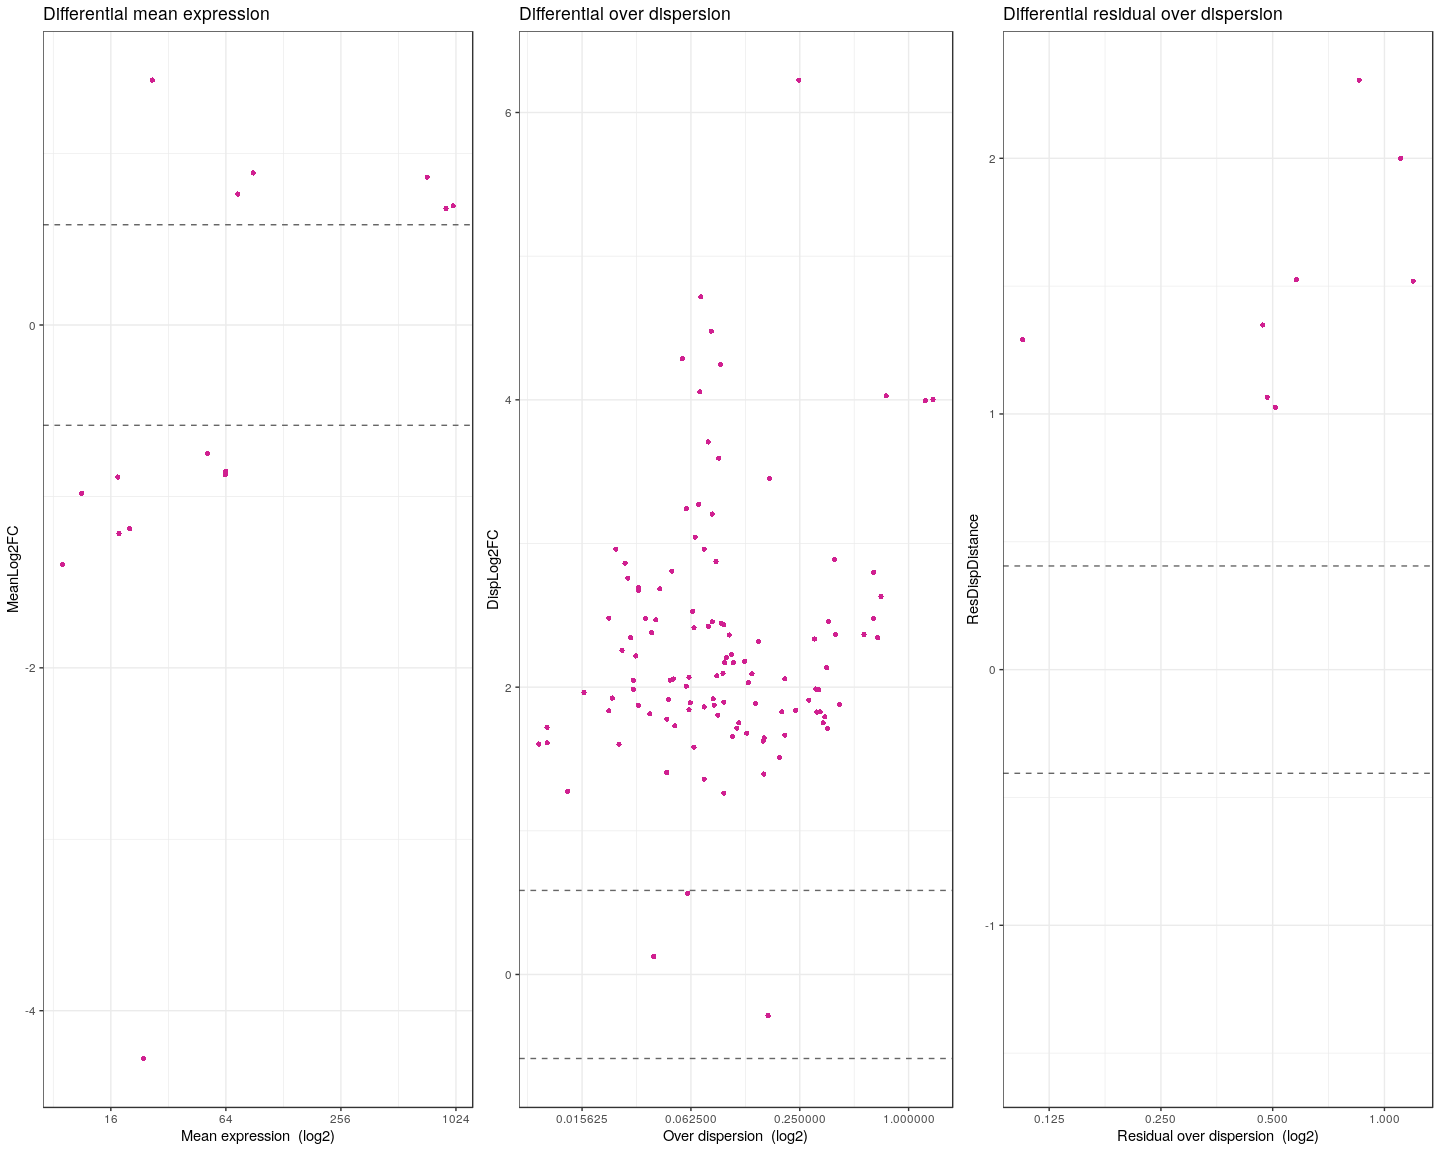 Differential mean expression
MeanLog2FC
0
-2
-4
16
64
256
1024
Mean expression  (log2)
Differential over dispersion
DispLog2FC
6
4
2
0
0.015625
0.062500
0.250000
1.000000
Over dispersion  (log2)
Differential residual over dispersion
ResDispDistance
2
1
0
-1
0.125
0.250
0.500
1.000
Residual over dispersion  (log2)